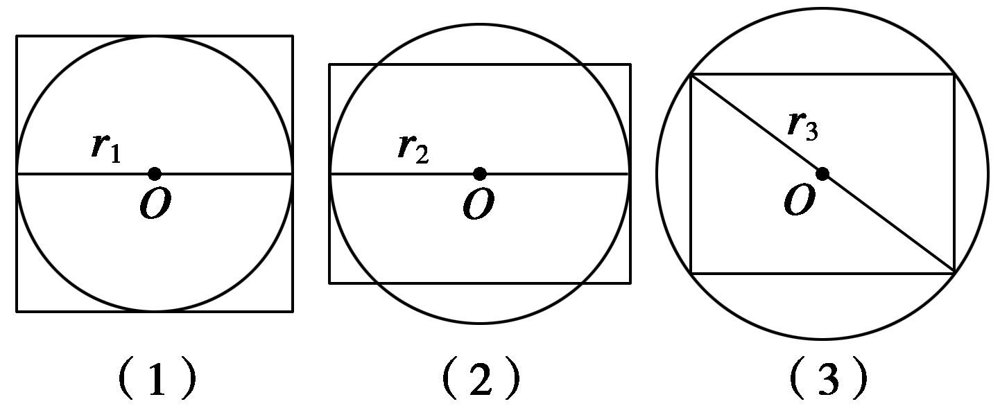 r₁
O
r₂
O
r₃
O
(1)
(2)
(3)